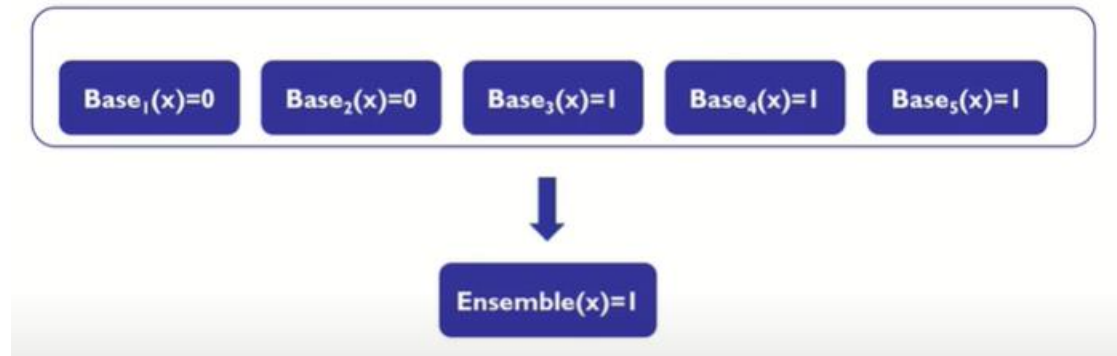 Base₁(x)=0 Base₂(x)=0 Base₃(x)=1 Base₄(x)=1 Base₅(x)=1
Ensemble(x)=1